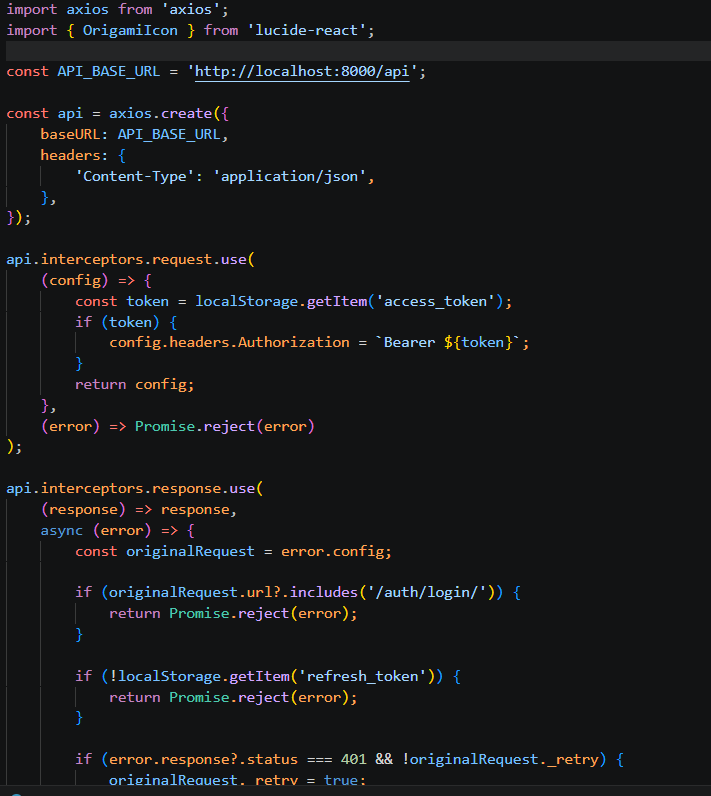 import axios from 'axios';
import { OrigamiIcon } from 'lucide-react';
const API_BASE_URL = 'http://localhost:8000/api';
const api = axios.create({
baseURL: API_BASE_URL,
headers: {
'Content-Type': 'application/json',
},
});
api.interceptors.request.use(
(config) => {
const token = localStorage.getItem('access_token');
if (token) {
config.headers.Authorization = `Bearer ${token}`;
}
return config;
},
(error) => Promise.reject(error)
);
api.interceptors.response.use(
(response) => response,
async (error) => {
const originalRequest = error.config;
if (originalRequest.url?.includes('/auth/login/')) {
return Promise.reject(error);
}
if (!localStorage.getItem('refresh_token')) {
return Promise.reject(error);
}
if (error.response?.status === 401 && !originalRequest._retry) {
originalRequest._retry = true;